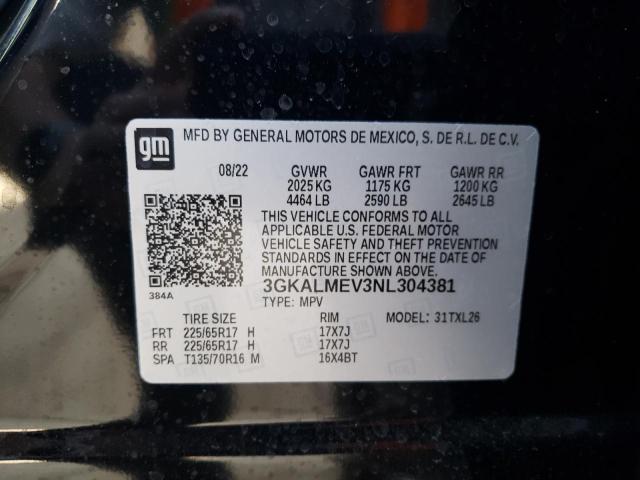 gm
MFD BY GENERAL MOTORS DE MEXICO, S. DE R.L. DE C.V.
08/22 GVWR GAWR FRT GAWR RR
2025 KG 1175 KG 1200 KG
4464 LB 2590 LB 2645 LB
THIS VEHICLE CONFORMS TO ALL
APPLICABLE U.S. FEDERAL MOTOR
VEHICLE SAFETY AND THEFT PREVENTION
STANDARDS IN EFFECT ON THE DATE OF
MANUFACTURE SHOWN ABOVE.
384A
3GKALMEV3NL304381
TYPE: MPV
TIRE SIZE RIM MODEL: 31TXL26
FRT 225/65R17 H 17X7J
RR 225/65R17 H 17X7J
SPA T135/70R16 M 16X4BT